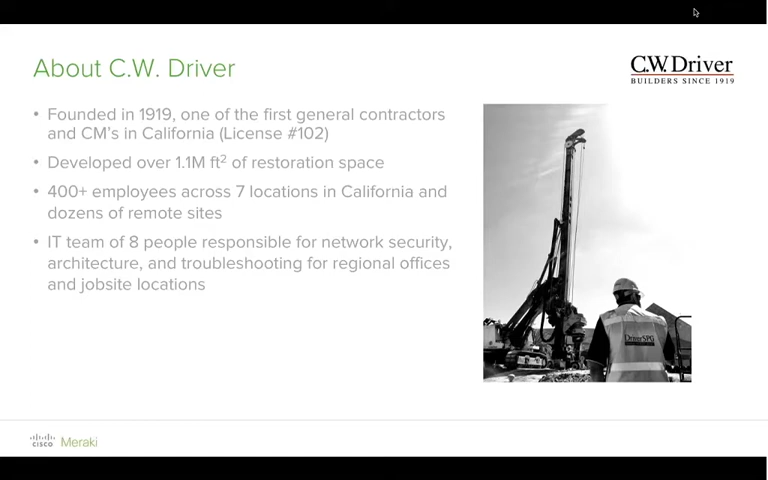 About C.W. Driver
C.W. Driver
BUILDERS SINCE 1919
• Founded in 1919, one of the first general contractors
and CM's in California (License #102)
• Developed over 1.1M ft² of restoration space
• 400+ employees across 7 locations in California and
dozens of remote sites
• IT team of 8 people responsible for network security,
architecture, and troubleshooting for regional offices
and jobsite locations
CISCO Meraki